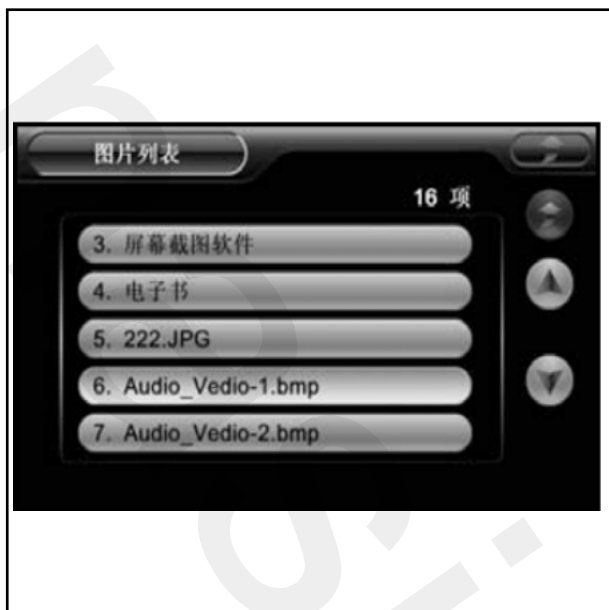 图片列表
16 项
3. 屏幕截图软件
4. 电子书
5. 222.JPG
6. Audio_Vedio-1.bmp
7. Audio_Vedio-2.bmp